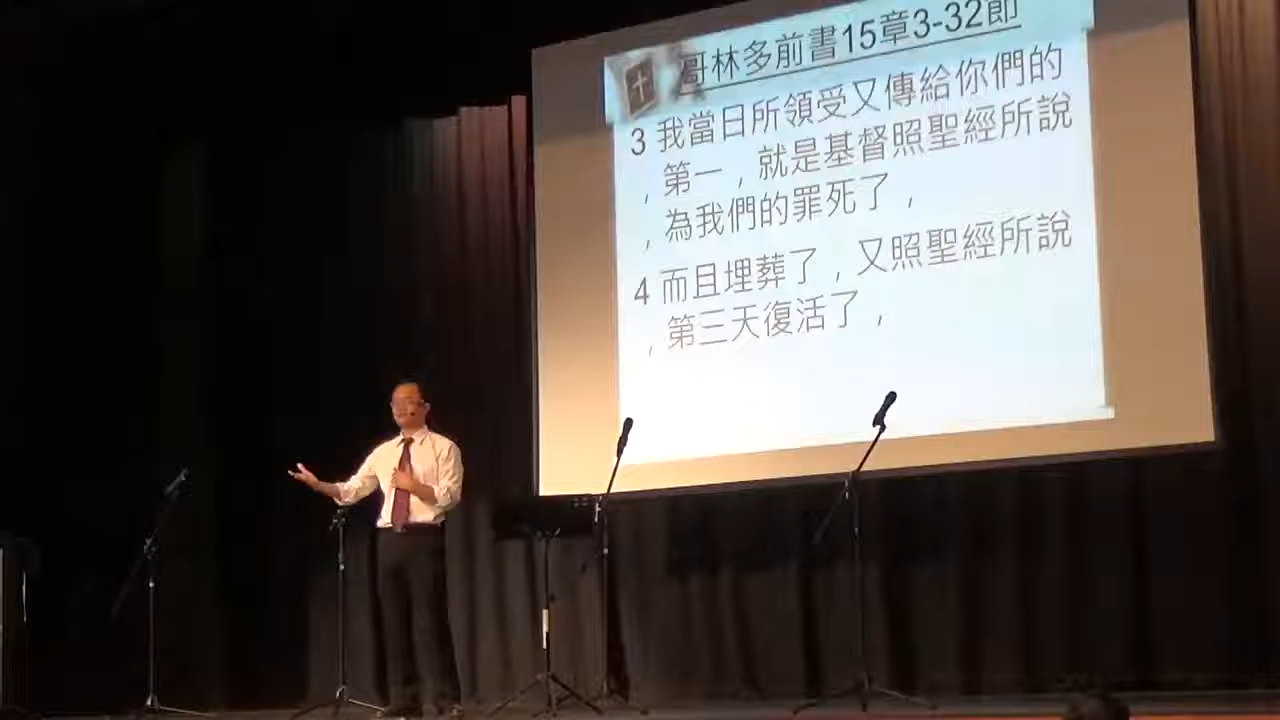 哥林多前書15章3-32節
3 我當日所領受又傳給你們的
，第一，就是基督照聖經所說
，為我們的罪死了，
4 而且埋葬了，又照聖經所說
，第三天復活了，